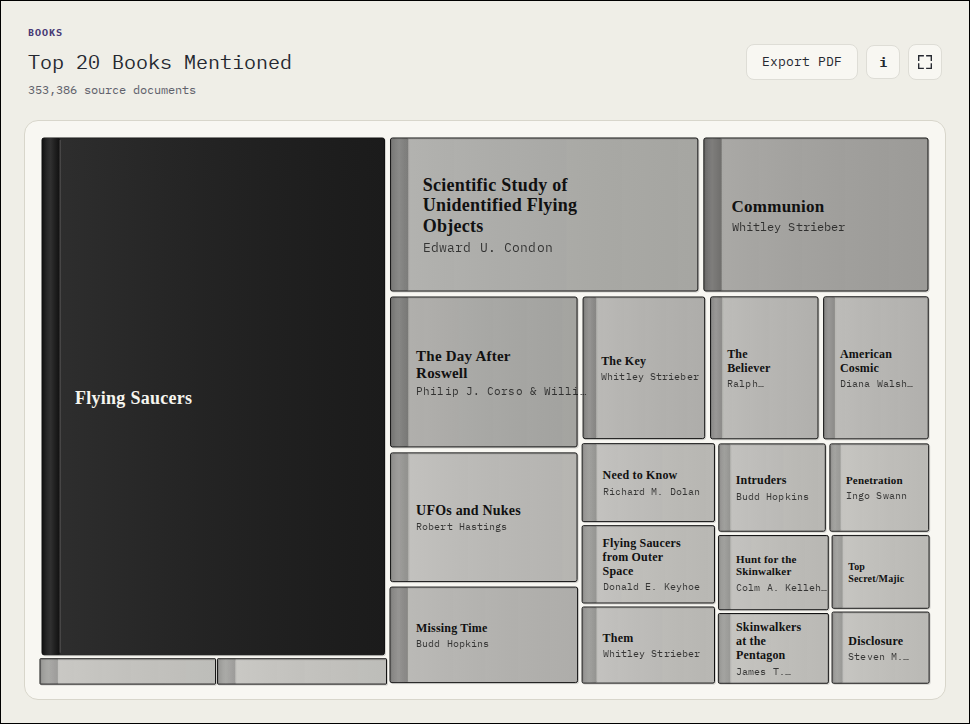 BOOKS
Top 20 Books Mentioned
353,386 source documents
Export PDF
i
Flying Saucers
Scientific Study of
Unidentified Flying
Objects
Edward U. Condon
Communion
Whitley Strieber
The Day After
Roswell
Philip J. Corso & Willi…
The Key
Whitley Strieber
The
Believer
Ralph…
American
Cosmic
Diana Walsh…
UFOs and Nukes
Robert Hastings
Need to Know
Richard M. Dolan
Intruders
Budd Hopkins
Penetration
Ingo Swann
Flying Saucers
from Outer
Space
Donald E. Keyhoe
Hunt for the
Skinwalker
Colm A. Kelleh…
Top
Secret/Majic
Missing Time
Budd Hopkins
Them
Whitley Strieber
Skinwalkers
at the
Pentagon
James T.…
Disclosure
Steven M.…